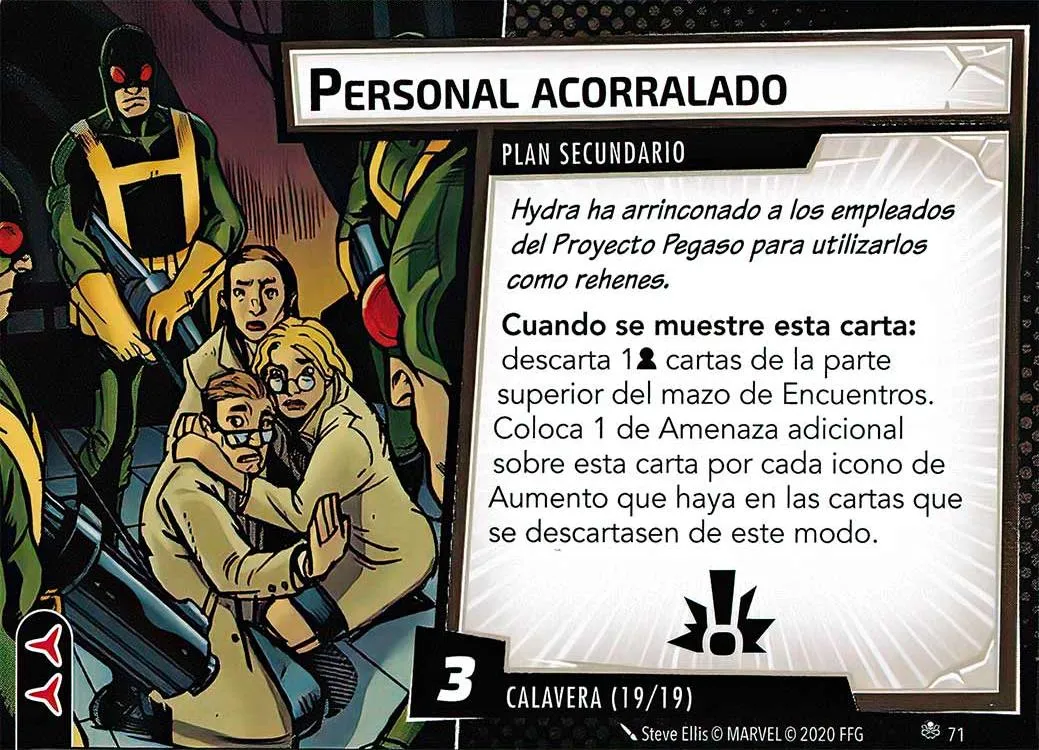 PERSONAL ACORRALADO
PLAN SECUNDARIO
Hydra ha arrinconado a los empleados
del Proyecto Pegaso para utilizarlos
como rehenes.
Cuando se muestre esta carta:
descarta 1 cartas de la parte
superior del mazo de Encuentros.
Coloca 1 de Amenaza adicional
sobre esta carta por cada icono de
Aumento que haya en las cartas que
se descartasen de este modo.
3
CALAVERA (19/19)
Steve Ellis © MARVEL © 2020 FFG
71